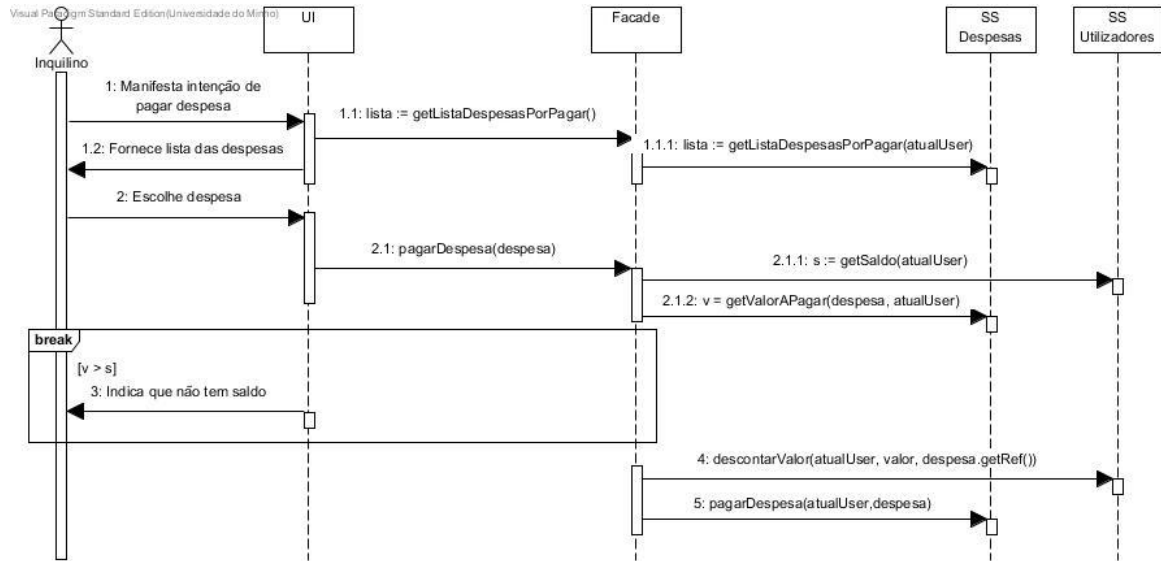 Visual Paradigm Standard Edition(Universidade do Minho)
Inquilino
UI
Facade
SS
Despesas
SS
Utilizadores
1: Manifesta intenção de
pagar despesa
1.1: lista := getListaDespesasPorPagar()
1.2: Fornece lista das despesas
1.1.1: lista := getListaDespesasPorPagar(atualUser)
2: Escolhe despesa
2.1: pagarDespesa(despesa)
2.1.1: s := getSaldo(atualUser)
2.1.2: v = getValorAPagar(despesa, atualUser)
break
[v > s]
3: Indica que não tem saldo
4: descontarValor(atualUser, valor, despesa.getRef())
5: pagarDespesa(atualUser,despesa)